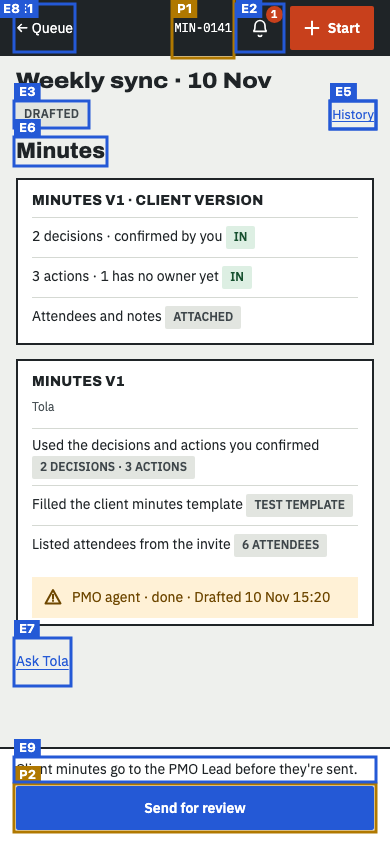 E8
← Queue
P1
MIN-0141
E2
1
+ Start
Weekly sync · 10 Nov
E3
DRAFTED
E5
History
E6
Minutes
MINUTES V1 · CLIENT VERSION
2 decisions · confirmed by you IN
3 actions · 1 has no owner yet IN
Attendees and notes ATTACHED
MINUTES V1
Tola
Used the decisions and actions you confirmed
2 DECISIONS · 3 ACTIONS
Filled the client minutes template TEST TEMPLATE
Listed attendees from the invite 6 ATTENDEES
PMO agent · done · Drafted 10 Nov 15:20
E7
Ask Tola
E9
Client minutes go to the PMO Lead before they're sent.
P2
Send for review